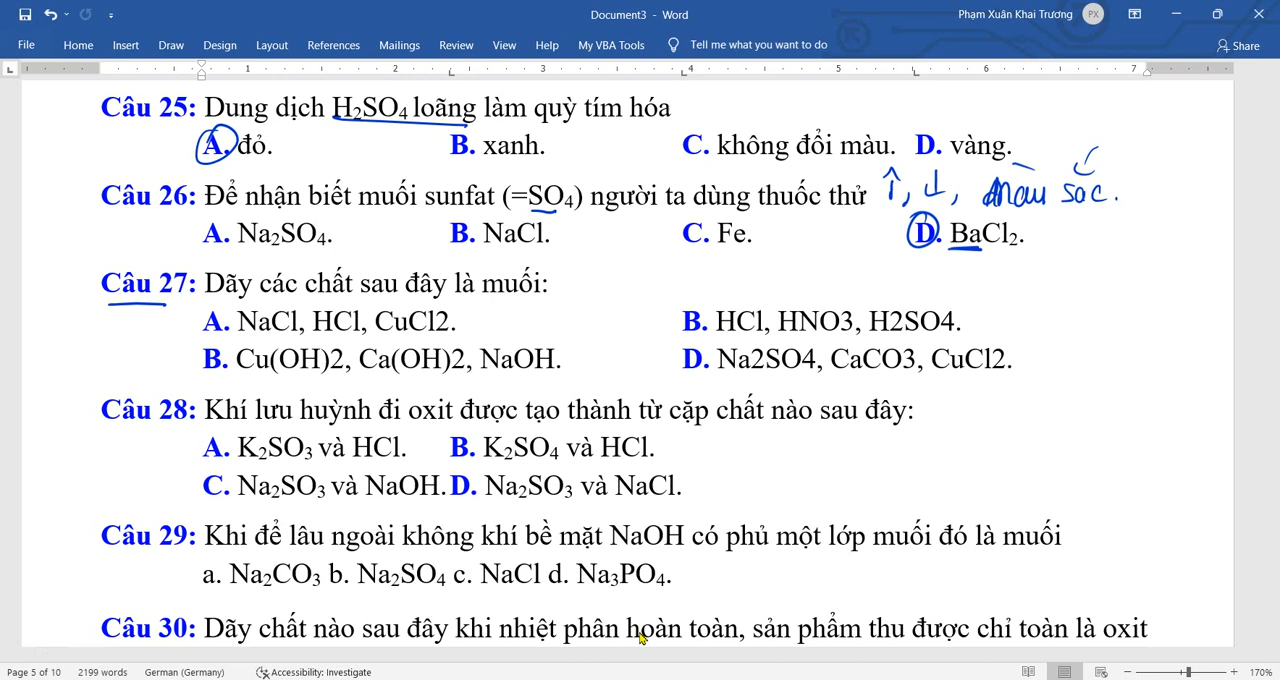 Document3 - Word
Phạm Xuân Khai Trương PX
File Home Insert Draw Design Layout References Mailings Review View Help My VBA Tools Tell me what you want to do Share
1 2 3 4 5 6 7
Câu 25: Dung dịch H₂SO₄ loãng làm quỳ tím hóa
A. đỏ. B. xanh. C. không đổi màu. D. vàng.
Câu 26: Để nhận biết muối sunfat (=SO₄) người ta dùng thuốc thử ↑, ↓, màu sắc.
A. Na₂SO₄. B. NaCl. C. Fe. D. BaCl₂.
Câu 27: Dãy các chất sau đây là muối:
A. NaCl, HCl, CuCl2. B. HCl, HNO3, H2SO4.
B. Cu(OH)2, Ca(OH)2, NaOH. D. Na2SO4, CaCO3, CuCl2.
Câu 28: Khí lưu huỳnh đi oxit được tạo thành từ cặp chất nào sau đây:
A. K₂SO₃ và HCl. B. K₂SO₄ và HCl.
C. Na₂SO₃ và NaOH. D. Na₂SO₃ và NaCl.
Câu 29: Khi để lâu ngoài không khí bề mặt NaOH có phủ một lớp muối đó là muối
a. Na₂CO₃ b. Na₂SO₄ c. NaCl d. Na₃PO₄.
Câu 30: Dãy chất nào sau đây khi nhiệt phân hoàn toàn, sản phẩm thu được chỉ toàn là oxit
Page 5 of 10 2199 words German (Germany) Accessibility: Investigate 170%